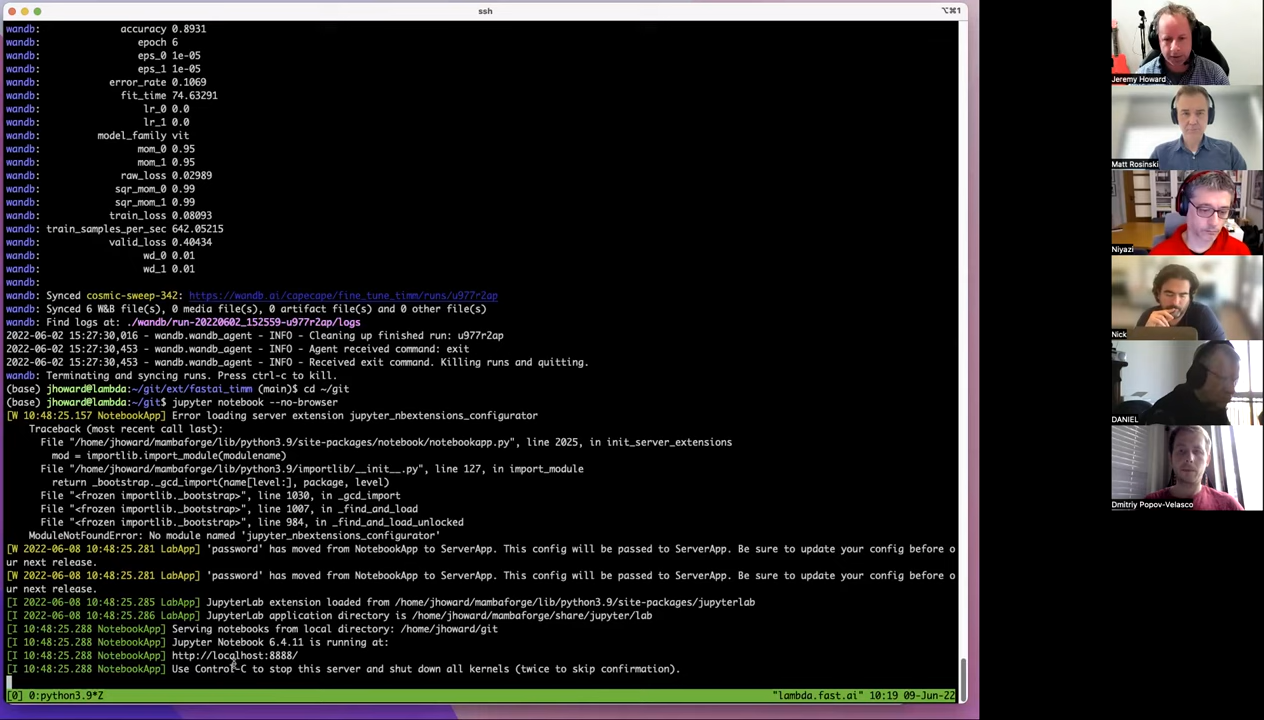 ssh
⌥⌘1
wandb: accuracy 0.8931
wandb: epoch 6
wandb: eps_0 1e-05
wandb: eps_1 1e-05
wandb: error_rate 0.1069
wandb: fit_time 74.63291
wandb: lr_0 0.0
wandb: lr_1 0.0
wandb: model_family vit
wandb: mom_0 0.95
wandb: mom_1 0.95
wandb: raw_loss 0.02989
wandb: sqr_mom_0 0.99
wandb: sqr_mom_1 0.99
wandb: train_loss 0.08093
wandb: train_samples_per_sec 642.05215
wandb: valid_loss 0.40434
wandb: wd_0 0.01
wandb: wd_1 0.01
wandb:
wandb: Synced cosmic-sweep-342: https://wandb.ai/capecape/fine_tune_timm/runs/u977r2ap
wandb: Synced 6 W&B file(s), 0 media file(s), 0 artifact file(s) and 0 other file(s)
wandb: Find logs at: ./wandb/run-20220602_152559-u977r2ap/logs
2022-06-02 15:27:30,016 - wandb.wandb_agent - INFO - Cleaning up finished run: u977r2ap
2022-06-02 15:27:30,453 - wandb.wandb_agent - INFO - Agent received command: exit
2022-06-02 15:27:30,453 - wandb.wandb_agent - INFO - Received exit command. Killing runs and quitting.
wandb: Terminating and syncing runs. Press ctrl-c to kill.
(base) jhoward@lambda:~/git/ext/fastai_timm (main)$ cd ~/git
(base) jhoward@lambda:~/git$ jupyter notebook --no-browser
[W 10:48:25.157 NotebookApp] Error loading server extension jupyter_nbextensions_configurator
Traceback (most recent call last):
File "/home/jhoward/mambaforge/lib/python3.9/site-packages/notebook/notebookapp.py", line 2025, in init_server_extensions
mod = importlib.import_module(modulename)
File "/home/jhoward/mambaforge/lib/python3.9/importlib/__init__.py", line 127, in import_module
return _bootstrap._gcd_import(name[level:], package, level)
File "<frozen importlib._bootstrap>", line 1030, in _gcd_import
File "<frozen importlib._bootstrap>", line 1007, in _find_and_load
File "<frozen importlib._bootstrap>", line 984, in _find_and_load_unlocked
ModuleNotFoundError: No module named 'jupyter_nbextensions_configurator'
[W 2022-06-08 10:48:25.281 LabApp] 'password' has moved from NotebookApp to ServerApp. This config will be passed to ServerApp. Be sure to update your config before o
ur next release.
[W 2022-06-08 10:48:25.281 LabApp] 'password' has moved from NotebookApp to ServerApp. This config will be passed to ServerApp. Be sure to update your config before o
ur next release.
[I 2022-06-08 10:48:25.285 LabApp] JupyterLab extension loaded from /home/jhoward/mambaforge/lib/python3.9/site-packages/jupyterlab
[I 2022-06-08 10:48:25.286 LabApp] JupyterLab application directory is /home/jhoward/mambaforge/share/jupyter/lab
[I 10:48:25.288 NotebookApp] Serving notebooks from local directory: /home/jhoward/git
[I 10:48:25.288 NotebookApp] Jupyter Notebook 6.4.11 is running at:
[I 10:48:25.288 NotebookApp] http://localhost:8888/
[I 10:48:25.288 NotebookApp] Use Control-C to stop this server and shut down all kernels (twice to skip confirmation).
[0] 0:python3.9*Z "lambda.fast.ai" 10:19 09-Jun-22
Jeremy Howard
Matt Rosinski
Niyazi
Nick
DANIEL
Dmitriy Popov-Velasco